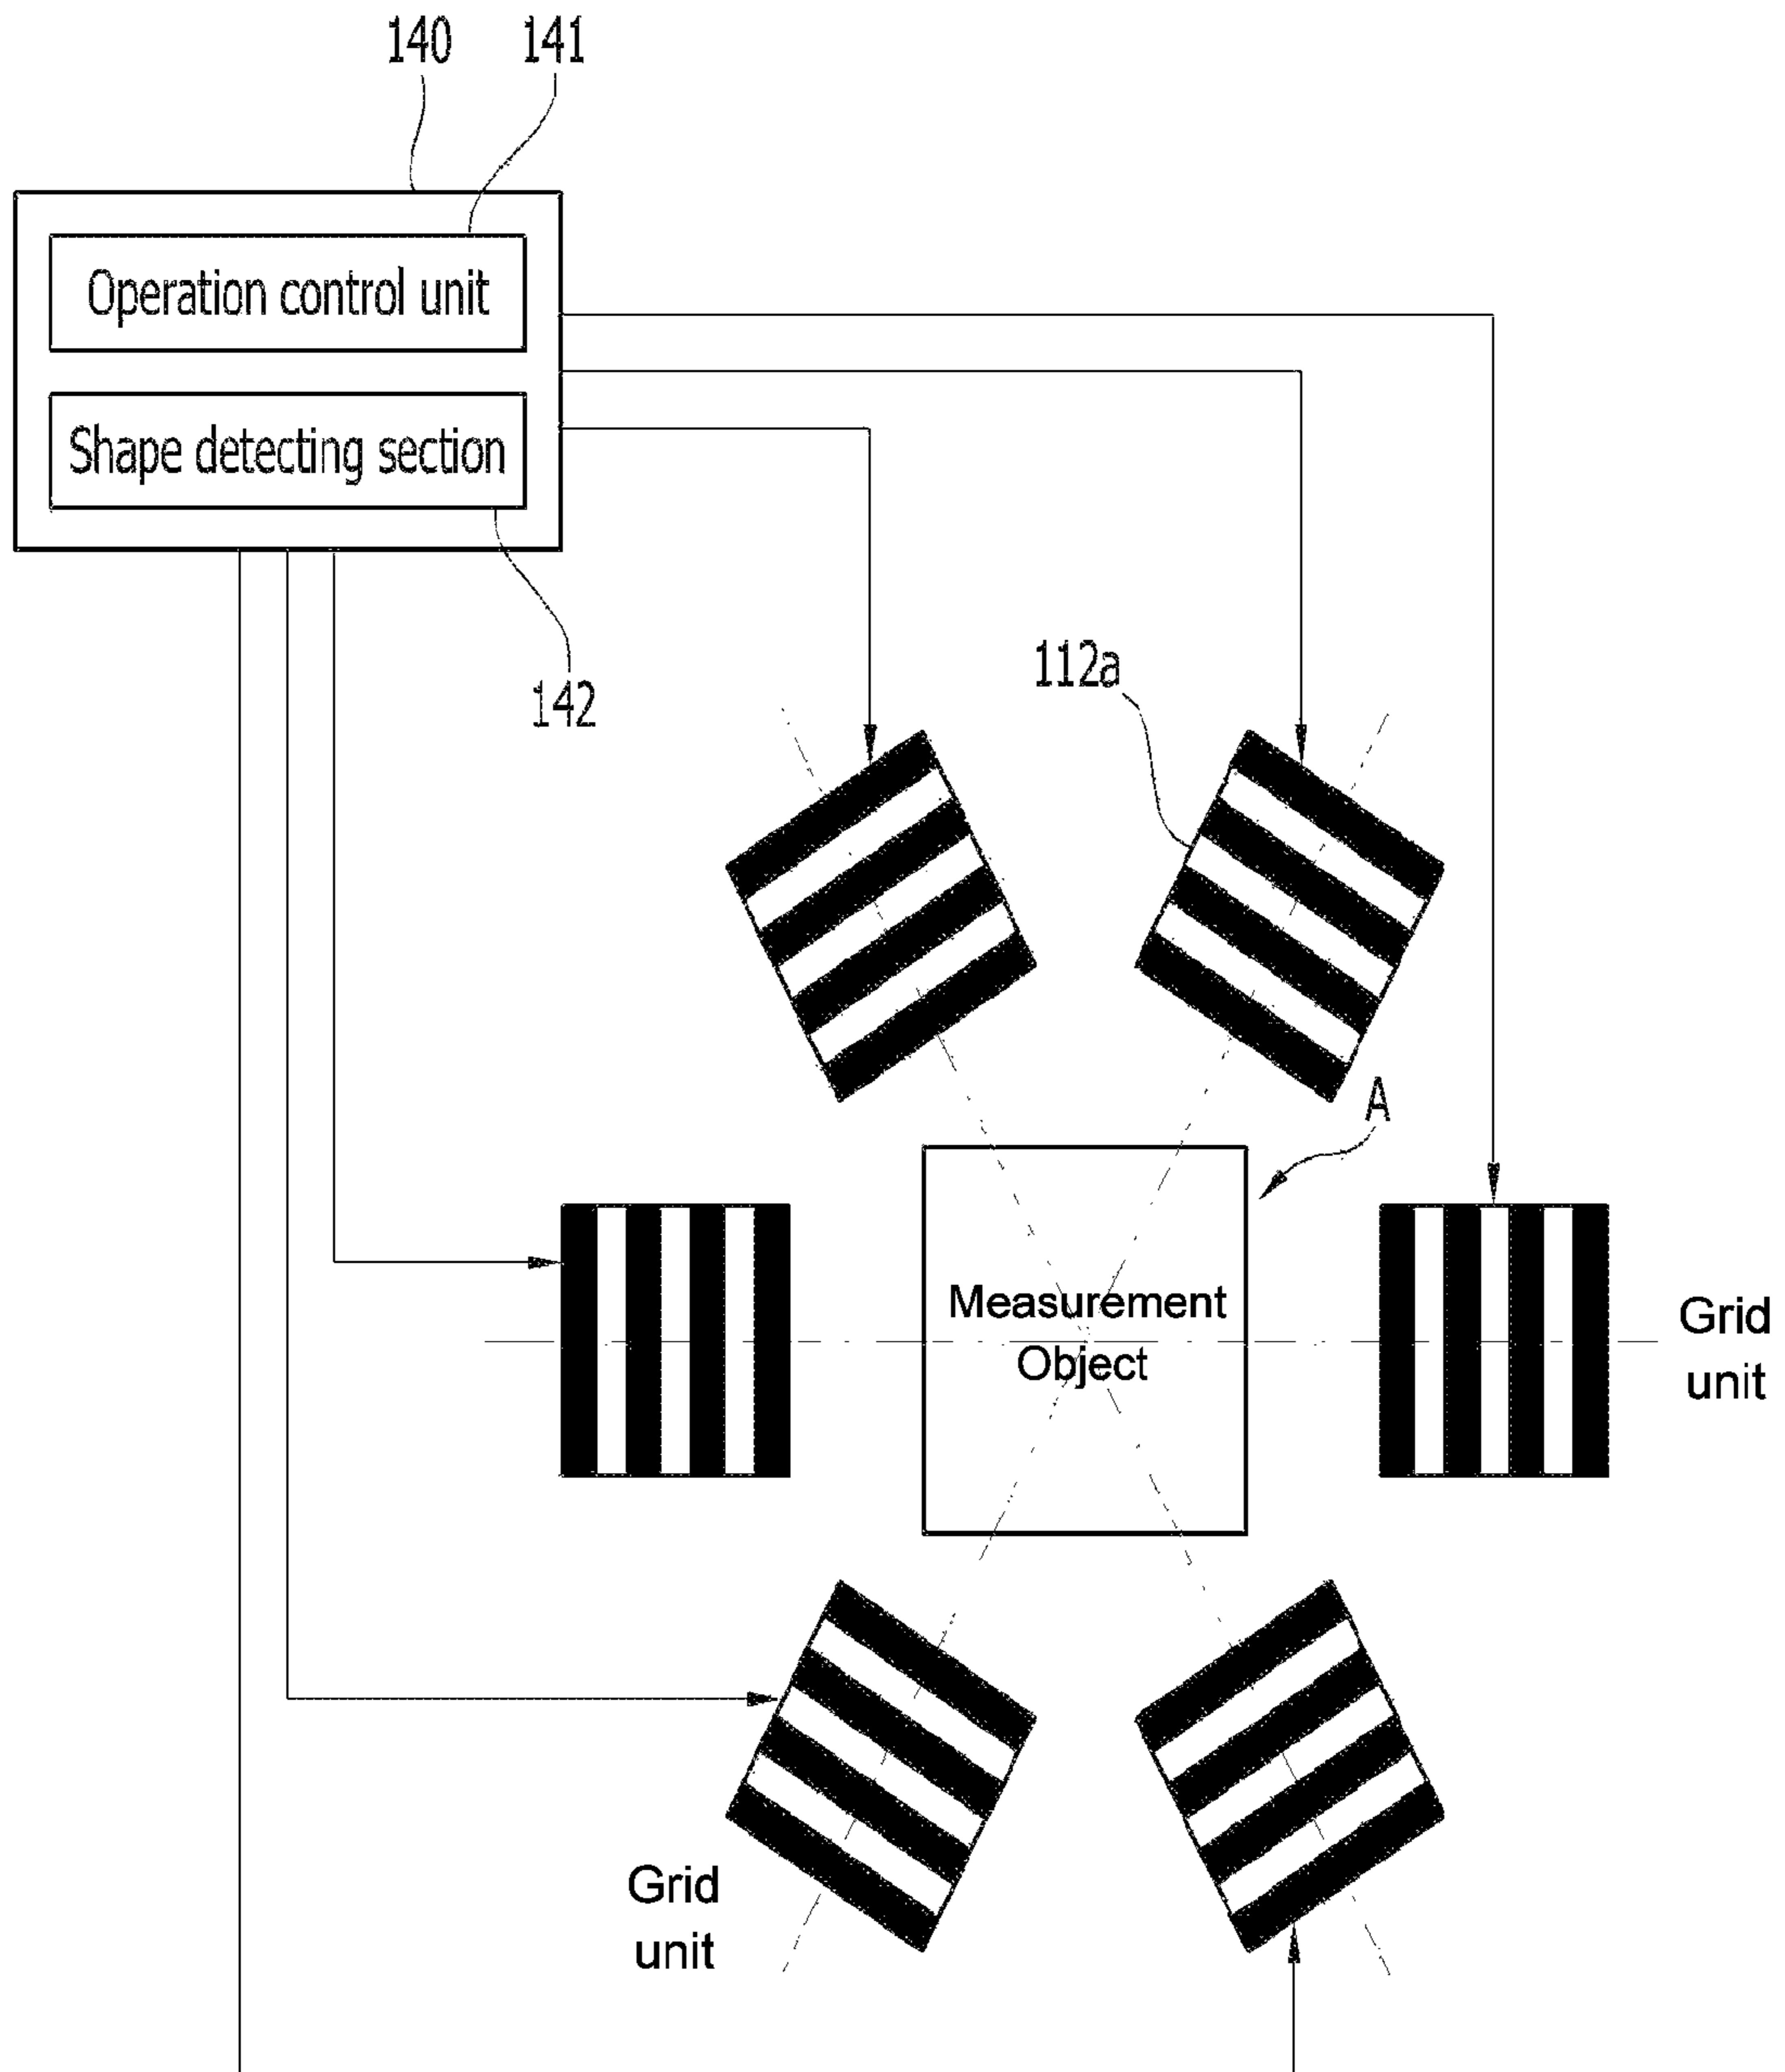 140
141
Operation control unit
Shape detecting section
142
112a
A
Measurement
Object
Grid
unit
Grid
unit